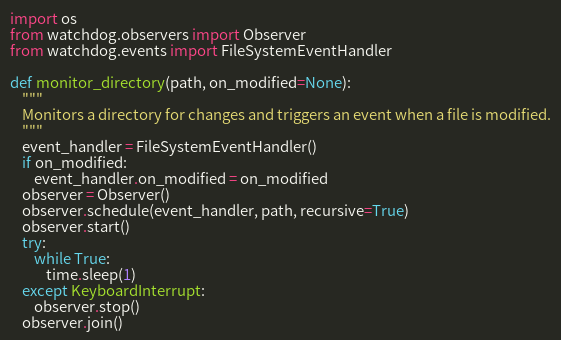 import os
from watchdog.observers import Observer
from watchdog.events import FileSystemEventHandler

def monitor_directory(path, on_modified=None):
    """
    Monitors a directory for changes and triggers an event when a file is modified.
    """
    event_handler = FileSystemEventHandler()
    if on_modified:
        event_handler.on_modified = on_modified
    observer = Observer()
    observer.schedule(event_handler, path, recursive=True)
    observer.start()
    try:
        while True:
            time.sleep(1)
    except KeyboardInterrupt:
        observer.stop()
    observer.join()